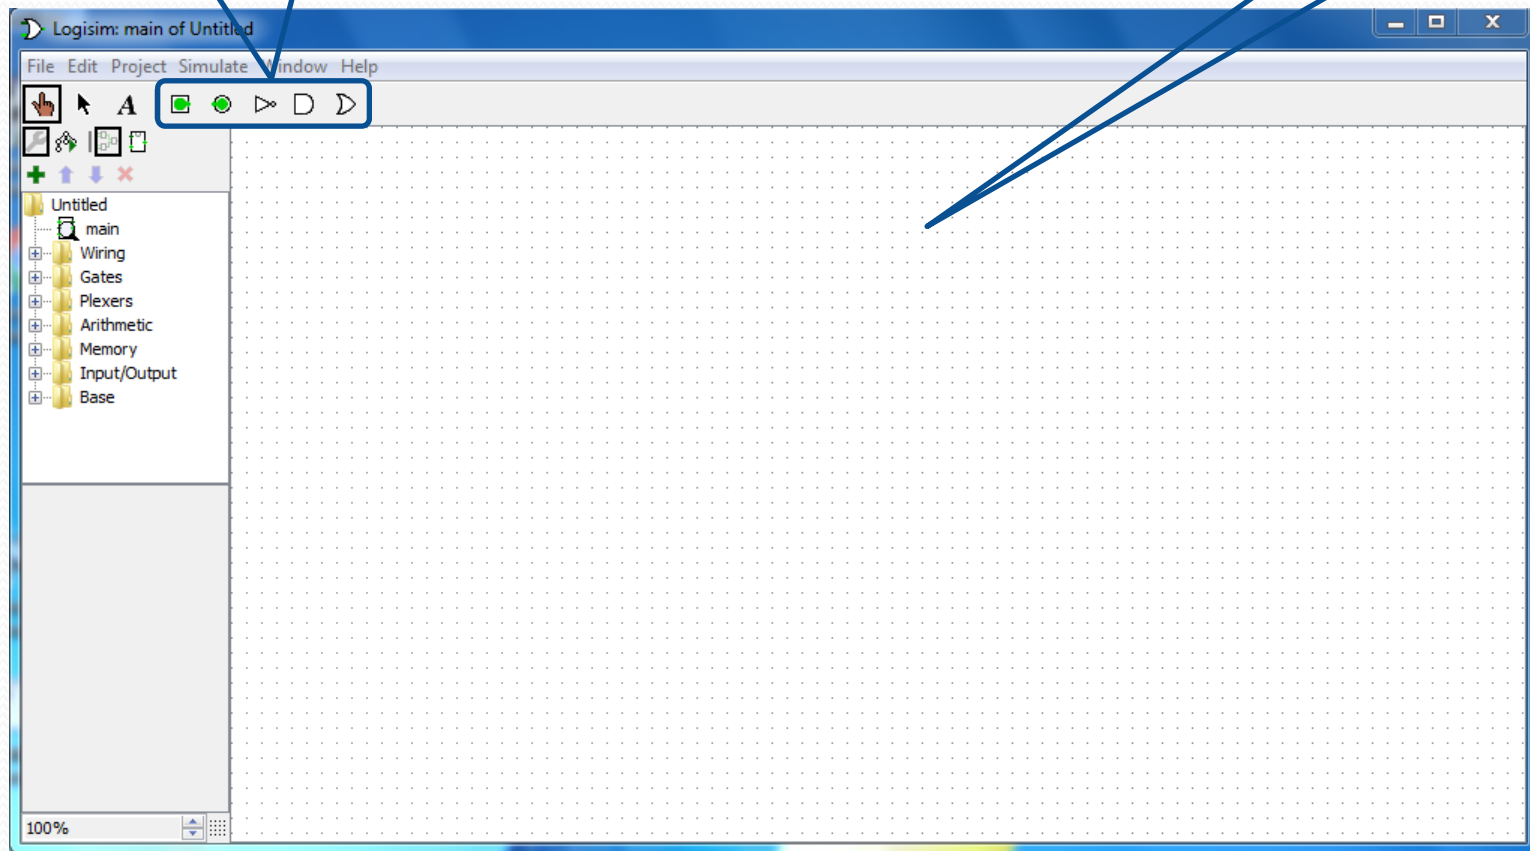 Logisim: main of Untitled
File Edit Project Simulate Window Help
A
Untitled
main
Wiring
Gates
Plexers
Arithmetic
Memory
Input/Output
Base
100%